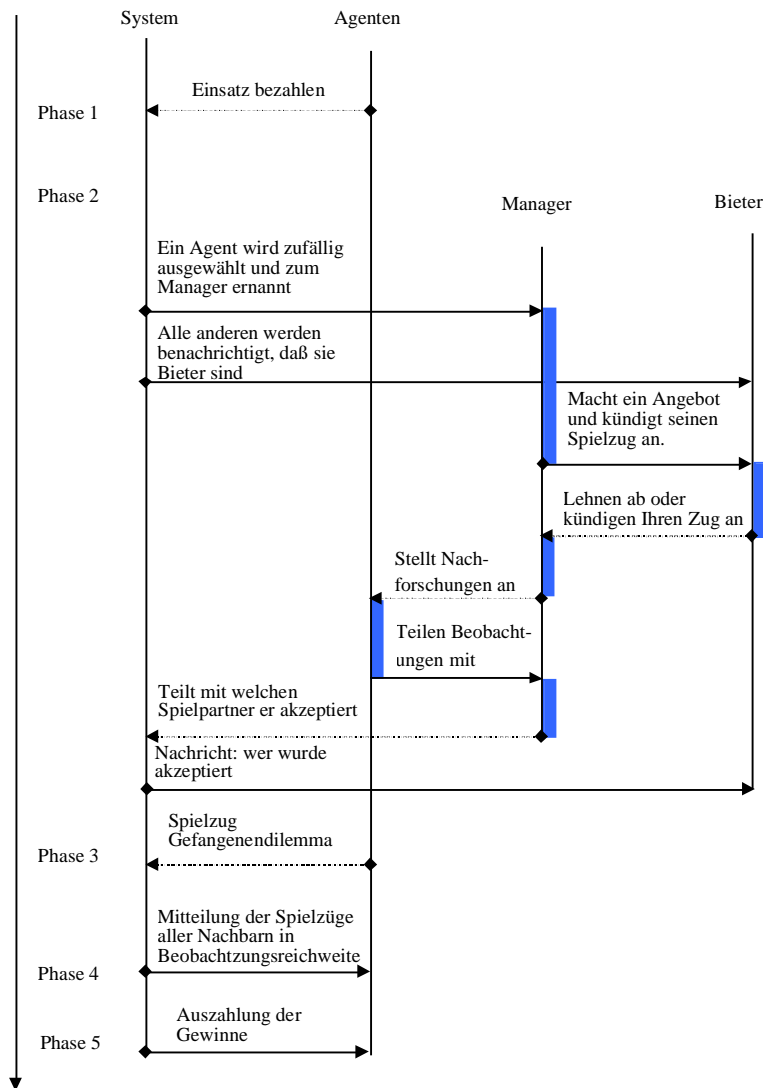 System
Agenten
Einsatz bezahlen
Phase 1
Phase 2
Manager
Bieter
Ein Agent wird zufällig
ausgewählt und zum
Manager ernannt
Alle anderen werden
benachrichtigt, daß sie
Bieter sind
Macht ein Angebot
und kündigt seinen
Spielzug an.
Lehnen ab oder
kündigen Ihren Zug an
Stellt Nach-
forschungen an
Teilen Beobacht-
ungen mit
Teilt mit welchen
Spielpartner er akzeptiert
Nachricht: wer wurde
akzeptiert
Spielzug
Gefangenendilemma
Phase 3
Mitteilung der Spielzüge
aller Nachbarn in
Beobachtzungsreichweite
Phase 4
Auszahlung der
Gewinne
Phase 5